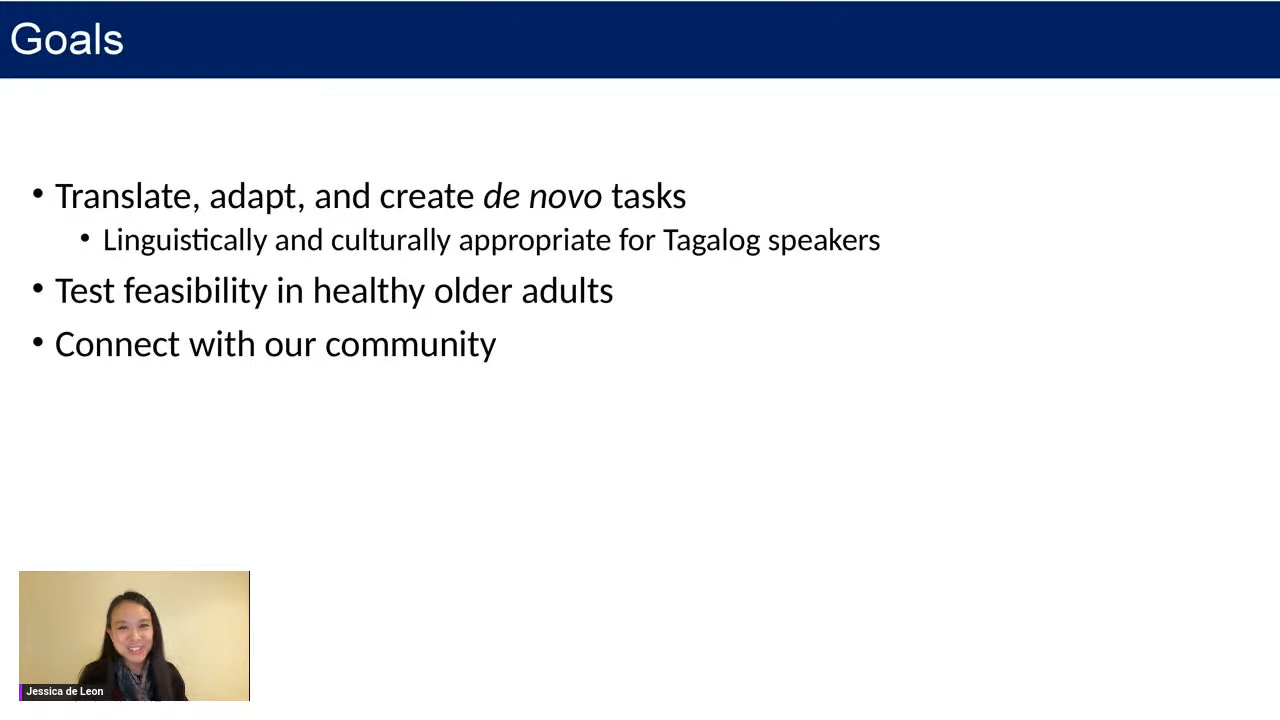 Goals
• Translate, adapt, and create de novo tasks
• Linguistically and culturally appropriate for Tagalog speakers
• Test feasibility in healthy older adults
• Connect with our community
Jessica de Leon